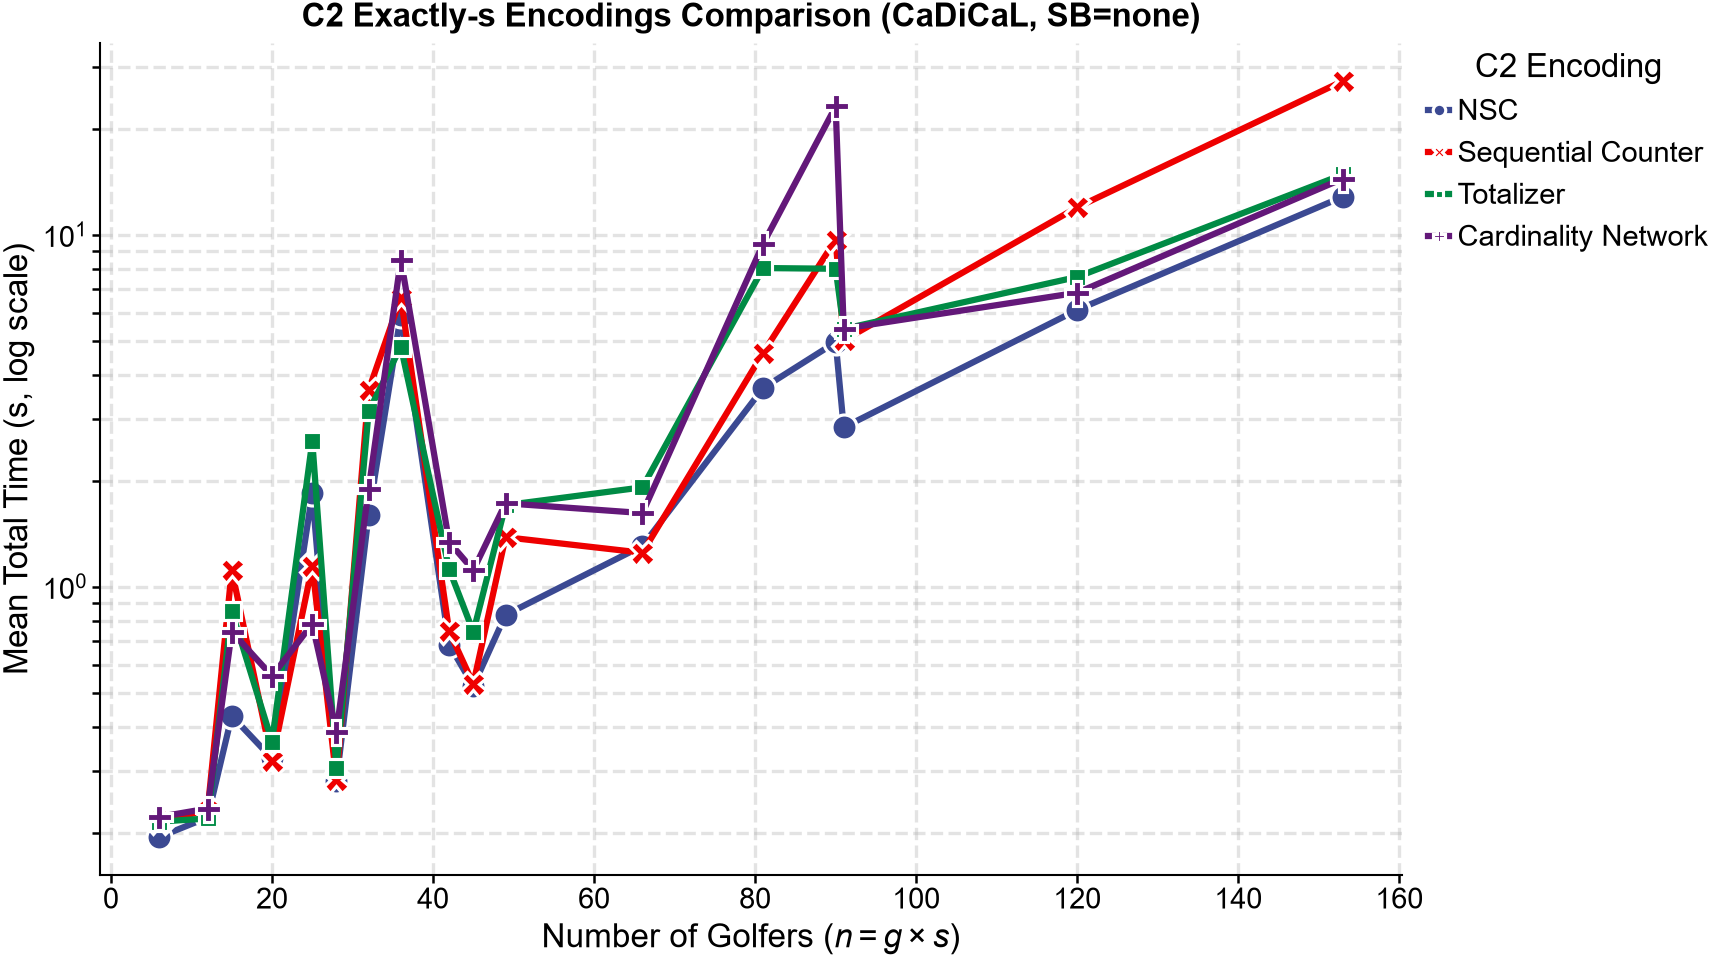 C2 Exactly-s Encodings Comparison (CaDiCaL, SB=none)
Mean Total Time (s, log scale)
10¹
10⁰
0 20 40 60 80 100 120 140 160
Number of Golfers (n = g × s)
C2 Encoding
NSC
Sequential Counter
Totalizer
Cardinality Network